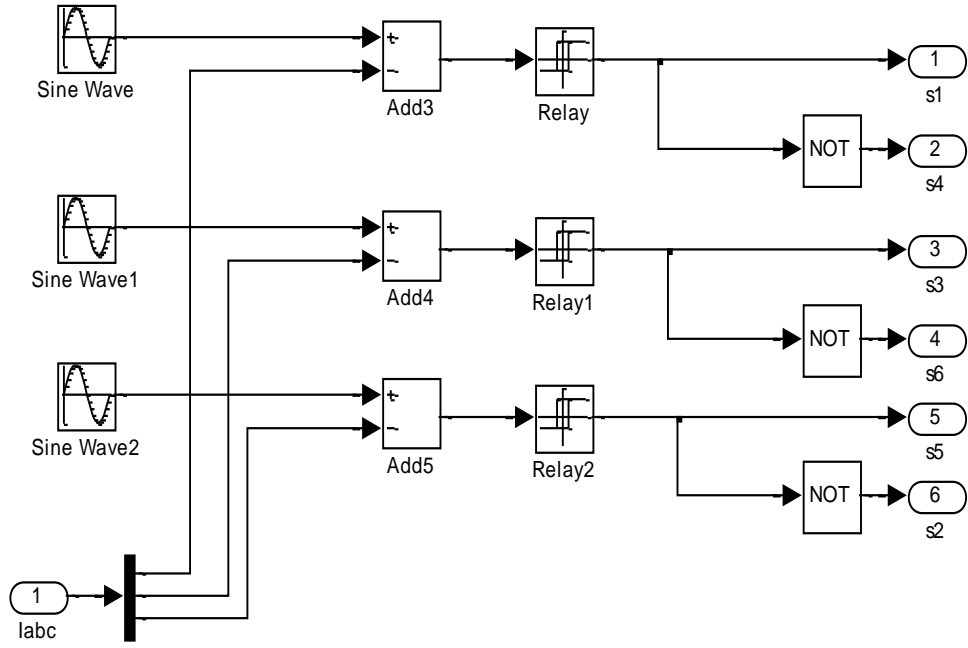 Sine Wave
+
−
Add3
Relay
1
s1
NOT
2
s4
Sine Wave1
+
−
Add4
Relay1
3
s3
NOT
4
s6
Sine Wave2
+
−
Add5
Relay2
5
s5
NOT
6
s2
1
Iabc